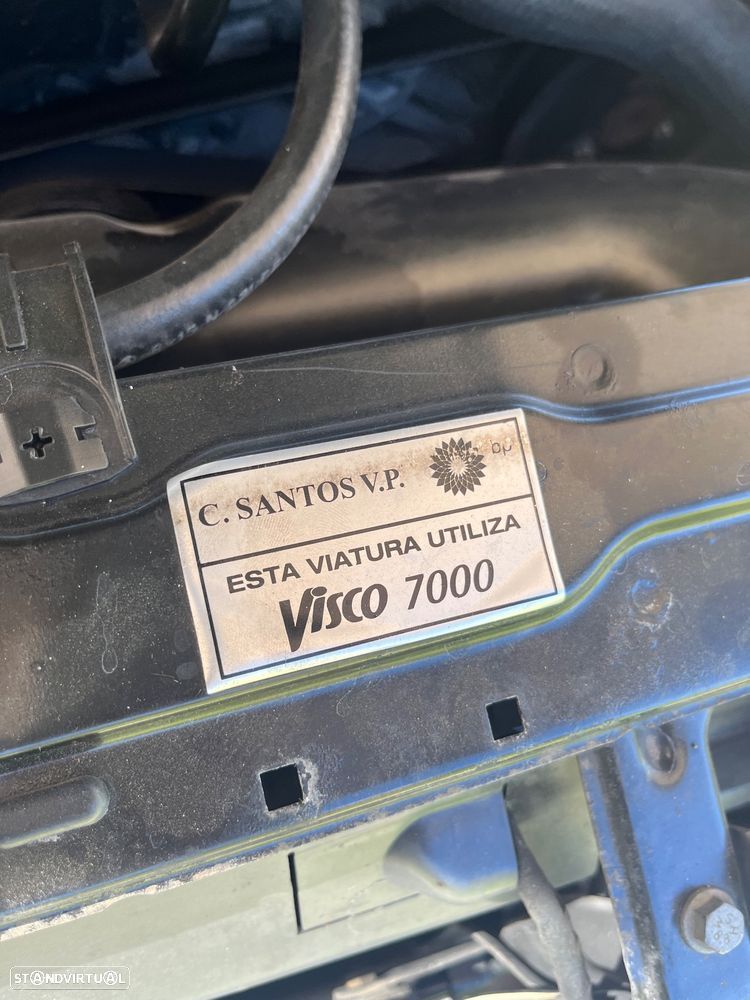 C. SANTOS V.P.
bp
ESTA VIATURA UTILIZA
Visco 7000
STANDVIRTUAL